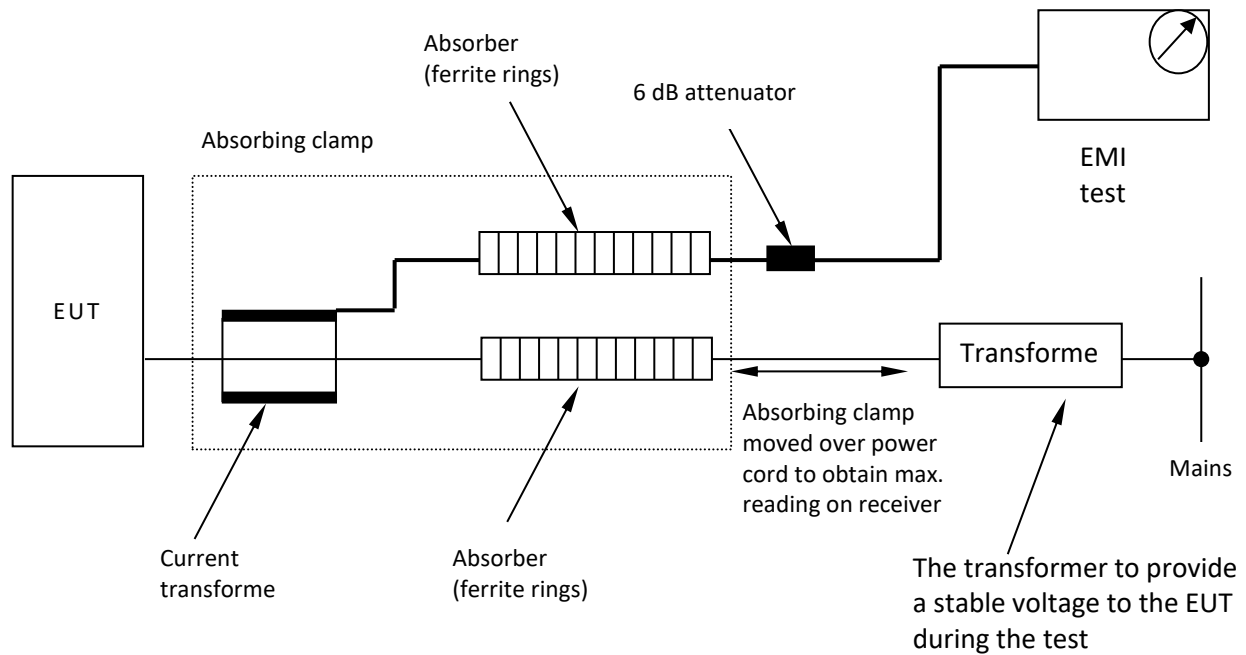 Absorber
(ferrite rings)
6 dB attenuator
Absorbing clamp
EMI
test
EUT
Transforme
Absorbing clamp
moved over power
cord to obtain max.
reading on receiver
Mains
Current
transforme
Absorber
(ferrite rings)
The transformer to provide
a stable voltage to the EUT
during the test